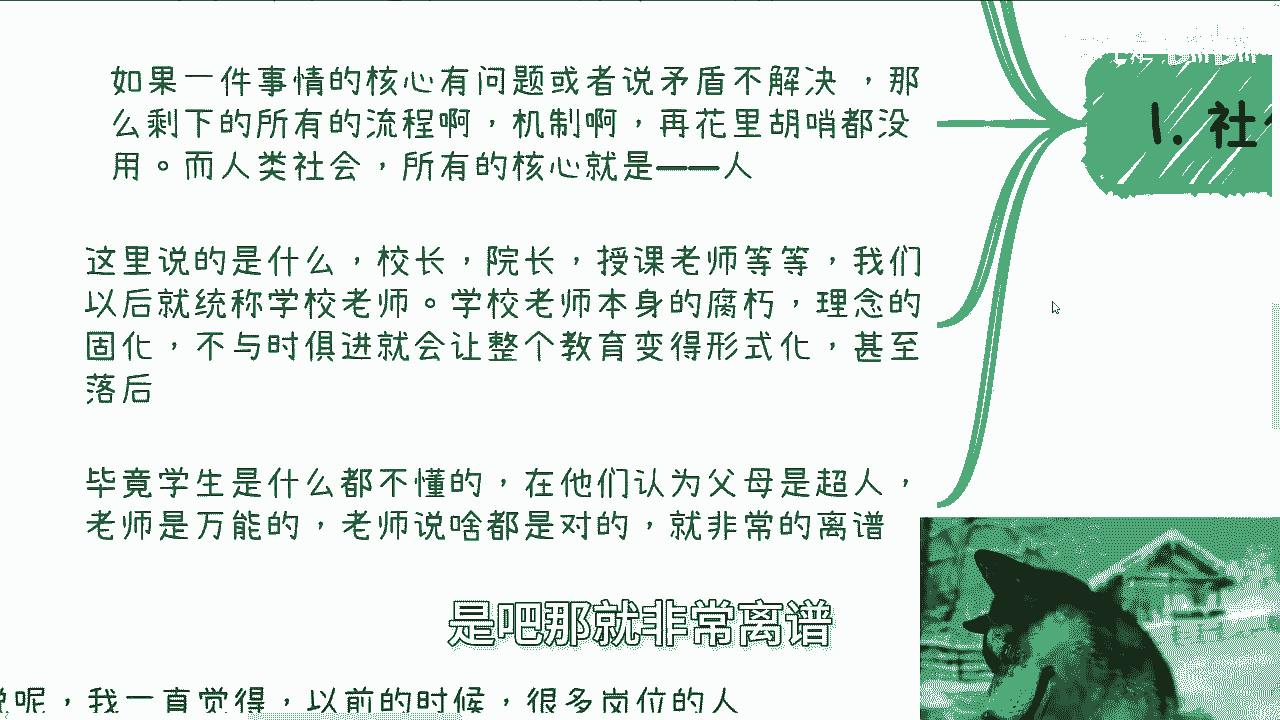 如果一件事情的核心有问题或者说矛盾不解决 ，那
么剩下的所有的流程啊，机制啊，再花里胡哨都没
用。而人类社会，所有的核心就是——人
1. 社
这里说的是什么，校长，院长，授课老师等等，我们
以后就统称学校老师。学校老师本身的腐朽，理念的
固化，不与时俱进就会让整个教育变得形式化，甚至
落后
毕竟学生是什么都不懂的，在他们认为父母是超人，
老师是万能的，老师说啥都是对的，就非常的离谱
是吧那就非常离谱
说呢，我一直觉得，以前的时候，很多岗位的人